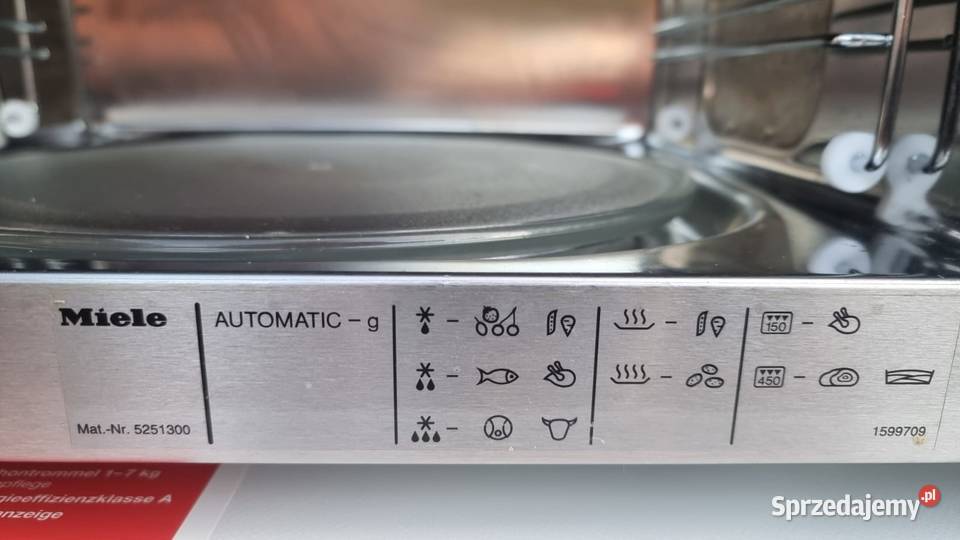 Miele
AUTOMATIC – g
150
450
Mat.-Nr. 5251300
1599709
hontrommel 1–7 kg
pflege
gieeffizienzklasse A
nzeige
Sprzedajemy.pl